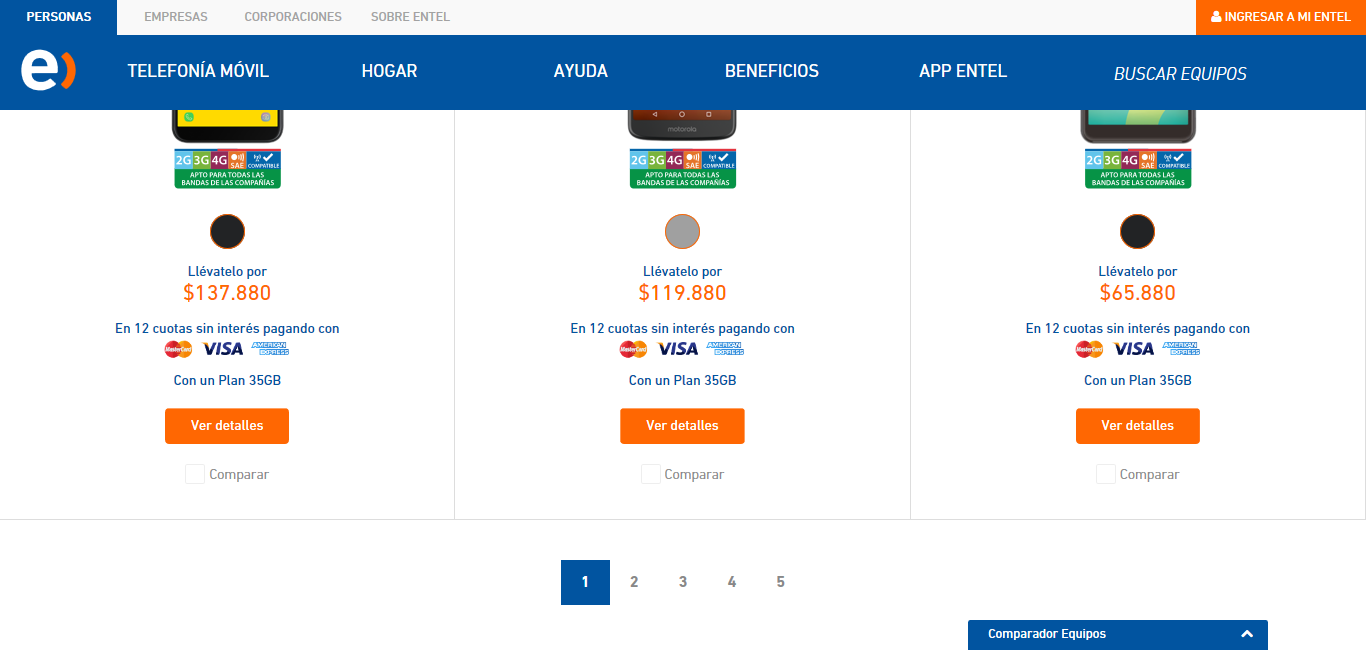 PERSONAS EMPRESAS CORPORACIONES SOBRE ENTEL INGRESAR A MI ENTEL
e) TELEFONÍA MÓVIL HOGAR AYUDA BENEFICIOS APP ENTEL BUSCAR EQUIPOS
motorola
2G 3G 4G SAE COMPATIBLE
APTO PARA TODAS LAS
BANDAS DE LAS COMPAÑÍAS
2G 3G 4G SAE COMPATIBLE
APTO PARA TODAS LAS
BANDAS DE LAS COMPAÑÍAS
2G 3G 4G SAE COMPATIBLE
APTO PARA TODAS LAS
BANDAS DE LAS COMPAÑÍAS
Llévatelo por Llévatelo por Llévatelo por
$137.880 $119.880 $65.880
En 12 cuotas sin interés pagando con En 12 cuotas sin interés pagando con En 12 cuotas sin interés pagando con
MasterCard VISA AMERICAN EXPRESS MasterCard VISA AMERICAN EXPRESS MasterCard VISA AMERICAN EXPRESS
Con un Plan 35GB Con un Plan 35GB Con un Plan 35GB
Ver detalles Ver detalles Ver detalles
Comparar Comparar Comparar
1 2 3 4 5
Comparador Equipos